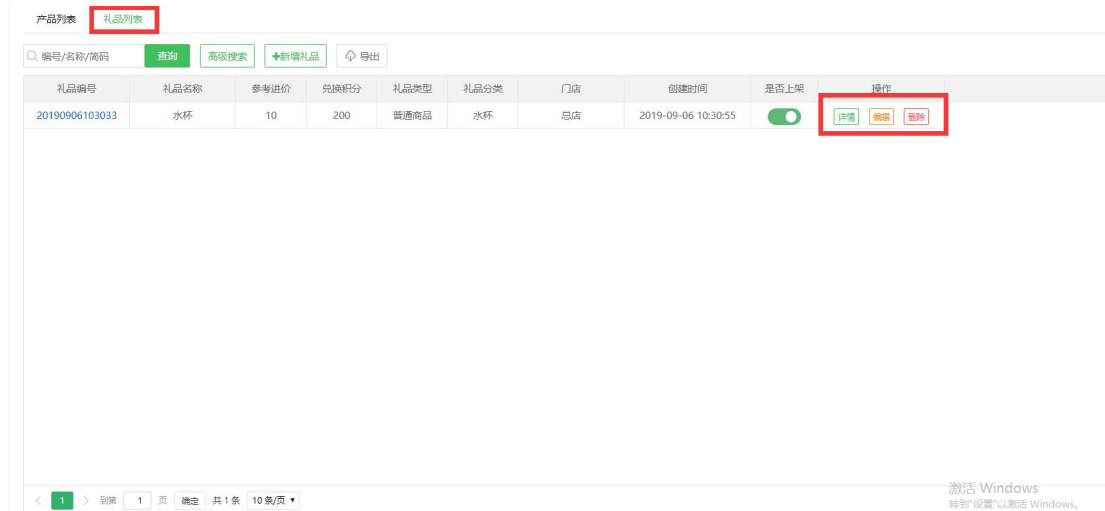 产品列表 礼品列表
编号/名称/简码 查询 高级搜索 +新增礼品 导出
礼品编号 礼品名称 参考进价 兑换积分 礼品类型 礼品分类 门店 创建时间 是否上架 操作
20190906103033 水杯 10 200 普通商品 水杯 总店 2019-09-06 10:30:55 详情 编辑 删除
< 1 > 到第 1 页 确定 共 1 条 10 条/页
激活 Windows
转到"设置"以激活 Windows。